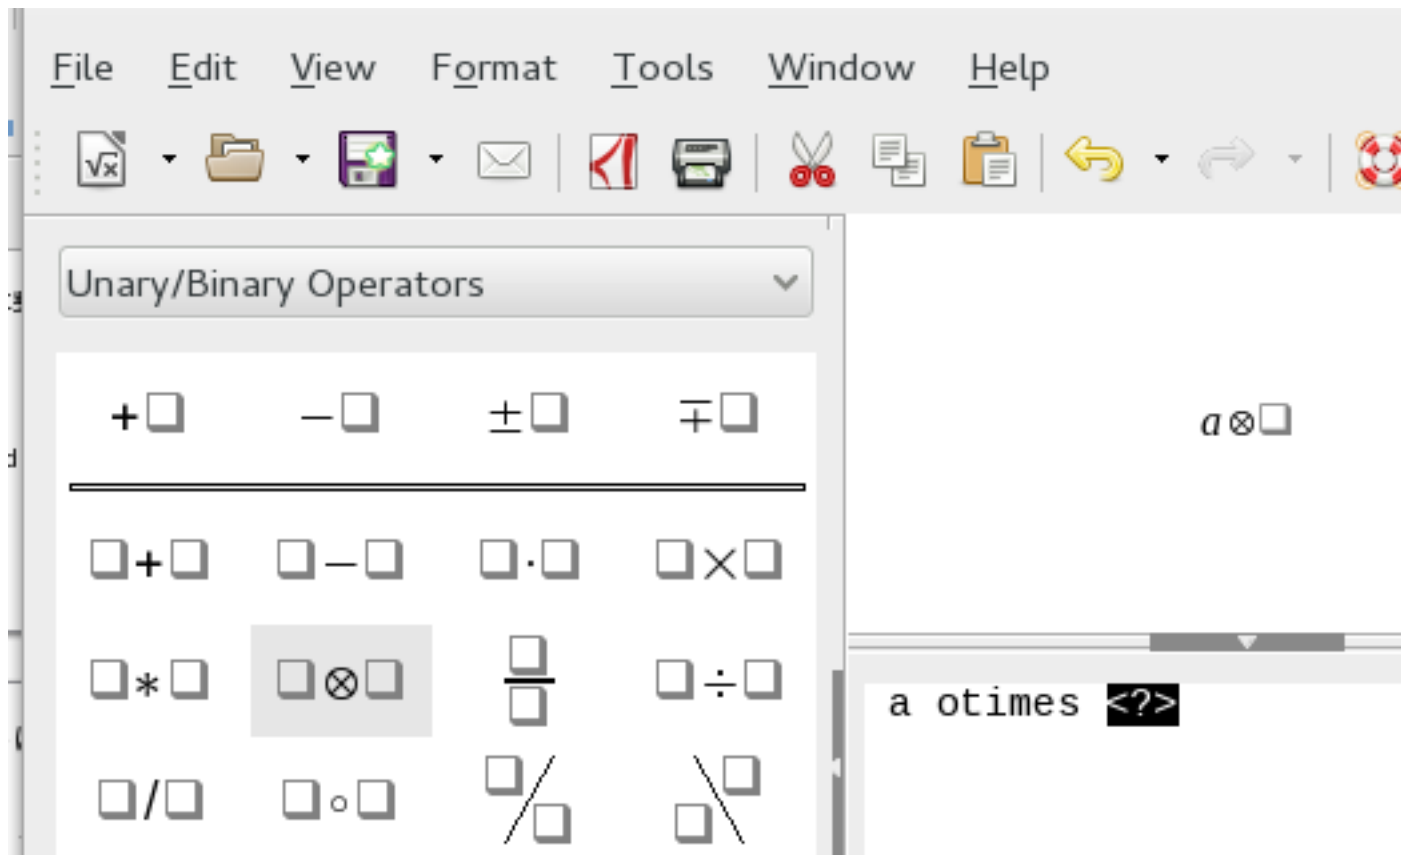 File Edit View Format Tools Window Help
Unary/Binary Operators
+□ −□ ±□ ∓□
a⊗□
□+□ □−□ □·□ □×□
□∗□ □⊗□ □/□ □÷□
a otimes <?>
□/□ □∘□ □/□ □\□